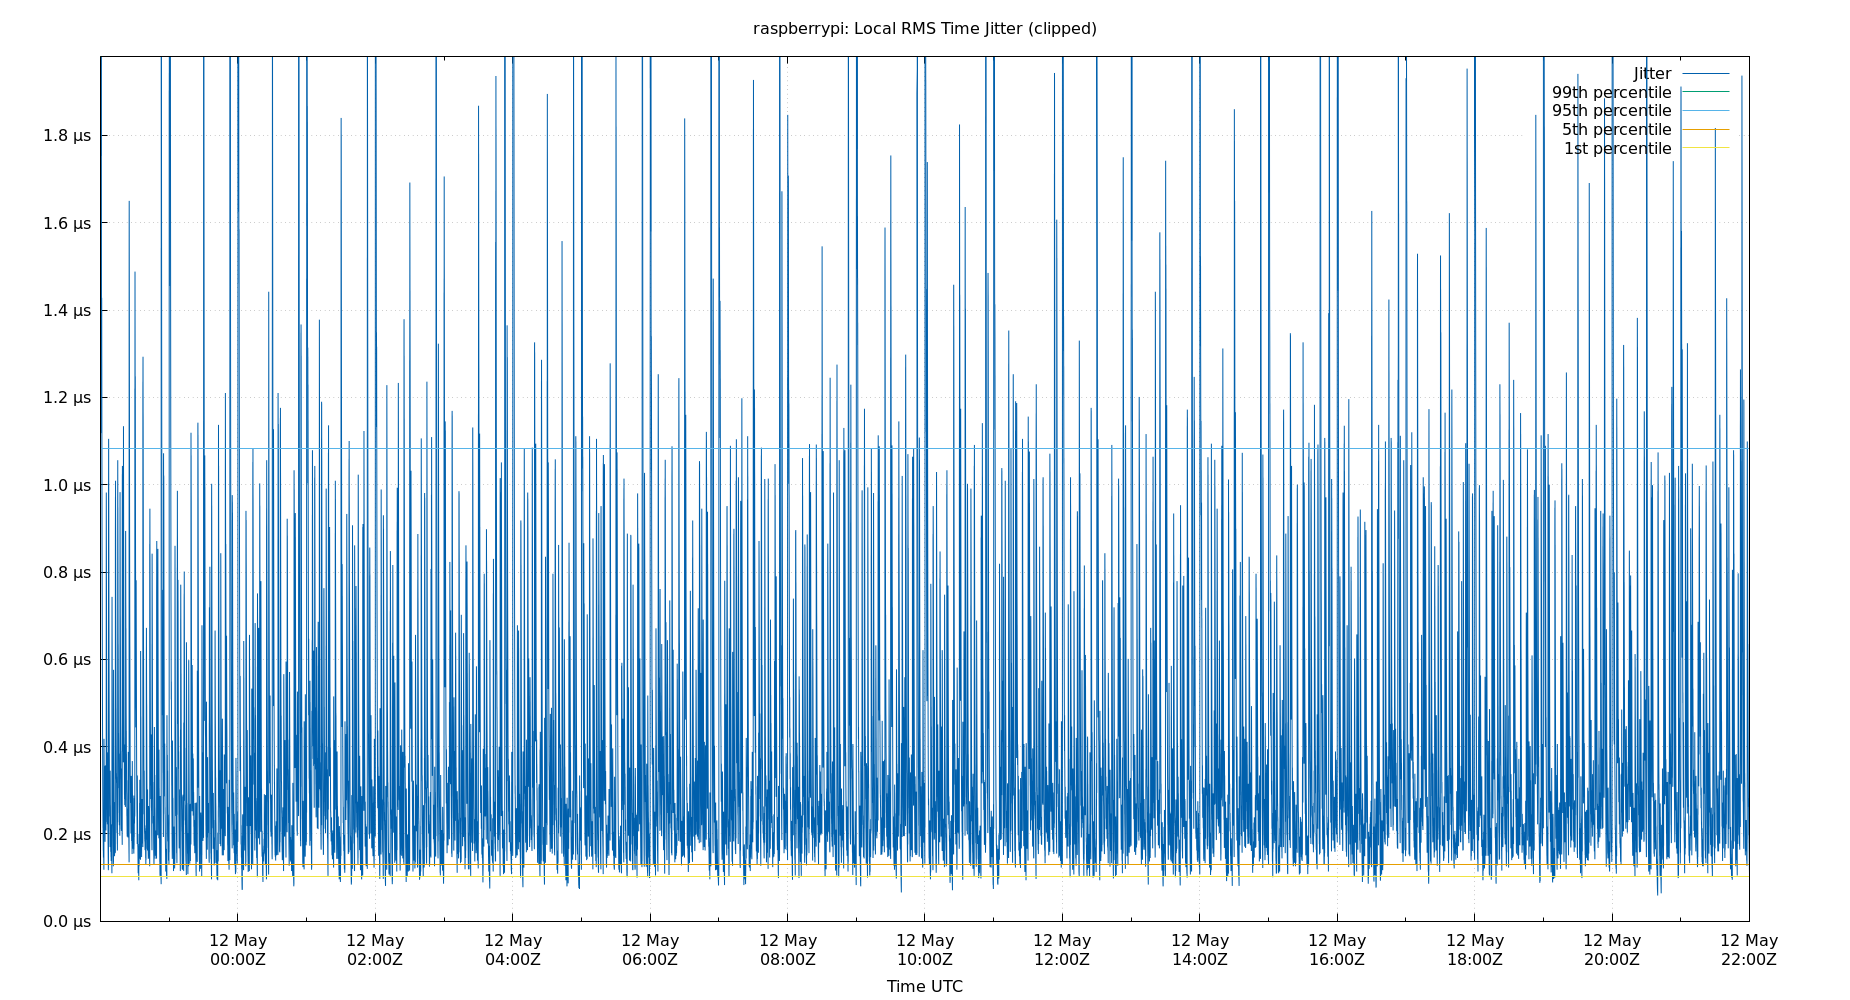 raspberrypi: Local RMS Time Jitter (clipped)
Jitter
99th percentile
95th percentile
5th percentile
1st percentile
1.8 µs
1.6 µs
1.4 µs
1.2 µs
1.0 µs
0.8 µs
0.6 µs
0.4 µs
0.2 µs
0.0 µs
12 May 12 May 12 May 12 May 12 May 12 May 12 May 12 May 12 May 12 May 12 May 12 May
00:00Z 02:00Z 04:00Z 06:00Z 08:00Z 10:00Z 12:00Z 14:00Z 16:00Z 18:00Z 20:00Z 22:00Z
Time UTC